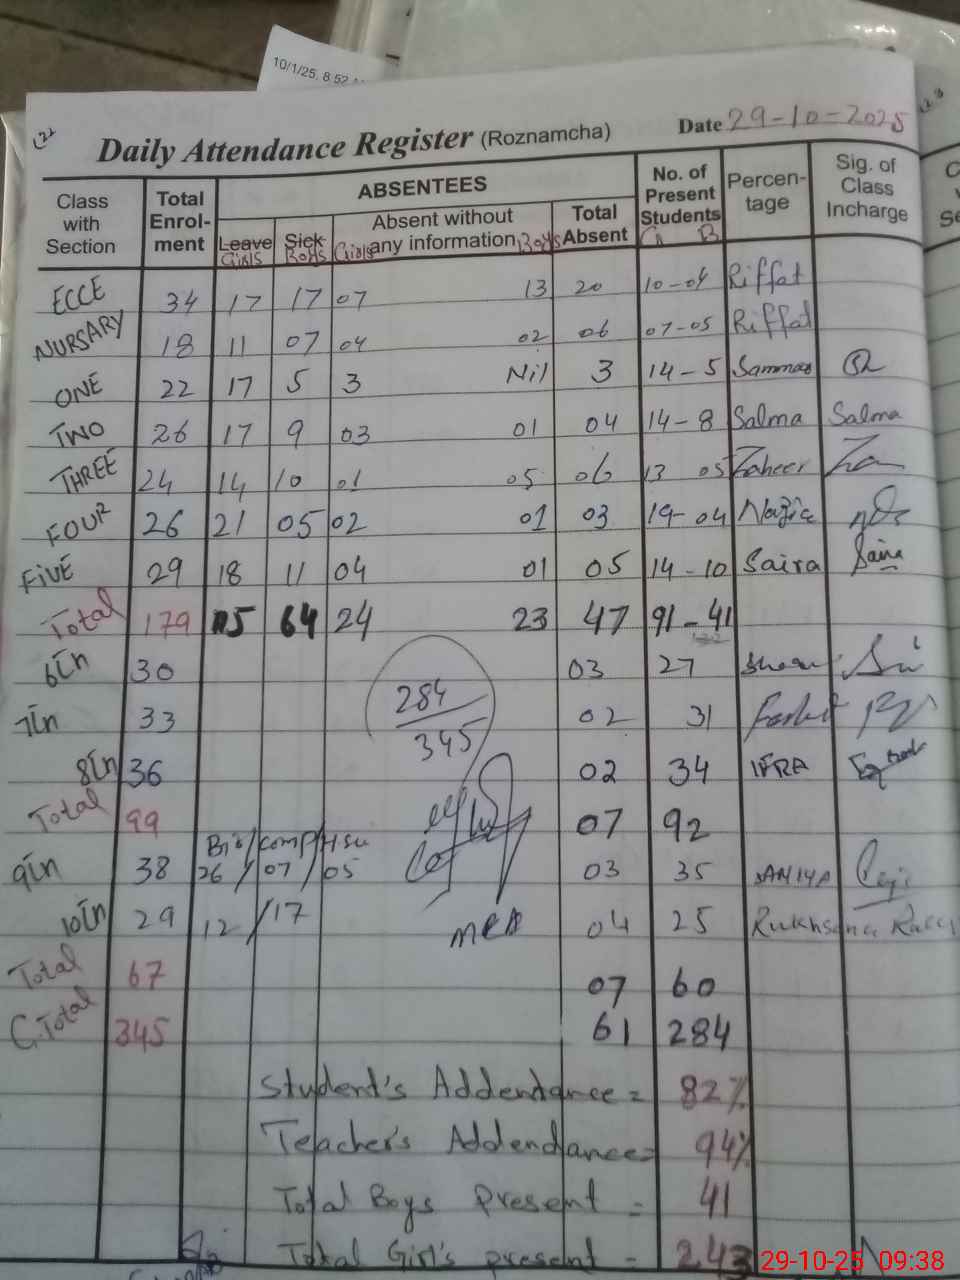 10/1/25, 8:52
122
123
Daily Attendance Register (Roznamcha) Date 29-10-2025
Class with Section Total Enrol-ment ABSENTEES No. of Present Students Percen-tage Sig. of Class Incharge
Leave Sick Absent without any information Total Absent
Girls Boys Girls Boys G B
ECCE 34 17 17 07 13 20 10-04 Riffat
NURSARY 18 11 07 04 02 06 07-05 Riffat
ONE 22 17 5 3 Nil 3 14-5
TWO 26 17 9 03 01 04 14-8 Salma Salma
THREE 24 14 10 01 05 06 13 05 Zaheer
FOUR 26 21 05 02 01 03 19-04 Nazia
FIVE 29 18 11 04 01 05 14-10 Saira Saira
Total 179 115 64 24 23 47 91-41
6th 30 03 27
7th 33 02 31
284
345
8th 36 02 34 IFRA
Total 99 07 92
Bio/comp/H.su
9th 38 26/07/05 03 35 SANIYA
10th 29 12/17 04 25 Rukhsana
Total 67 07 60
C.Total 345 61 284
Student's Addendance = 82%
Teacher's Addendance = 94%
Total Boys Present = 41
Total Girl's present = 243
29-10-25 09:38